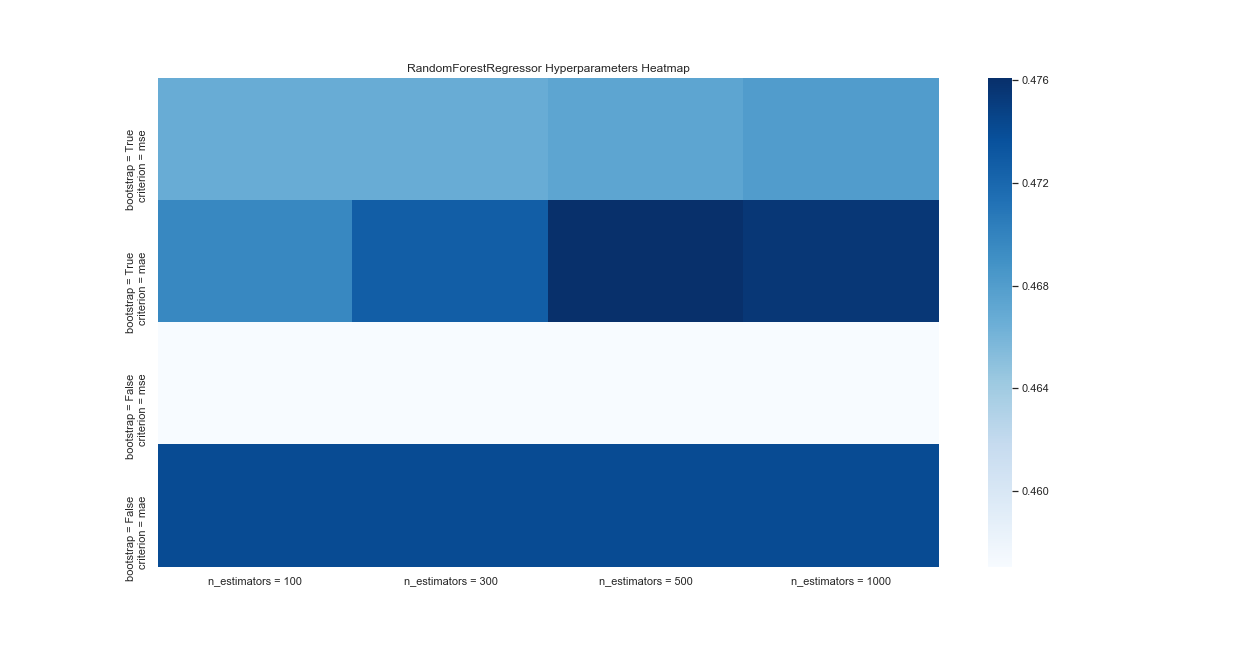 RandomForestRegressor Hyperparameters Heatmap
bootstrap = True
criterion = mse
bootstrap = True
criterion = mae
bootstrap = False
criterion = mse
bootstrap = False
criterion = mae
n_estimators = 100
n_estimators = 300
n_estimators = 500
n_estimators = 1000
0.476
0.472
0.468
0.464
0.460